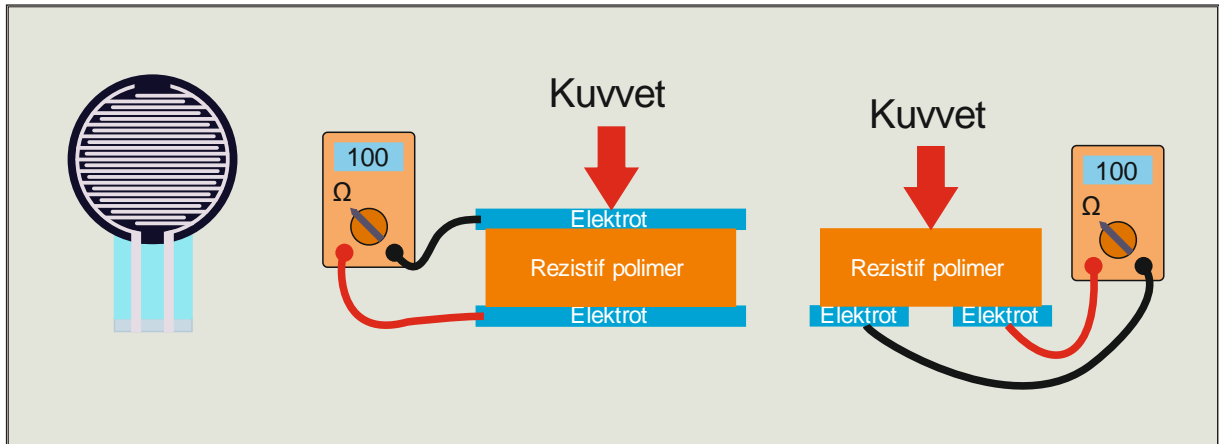 Kuvvet
100
Ω
Elektrot
Rezistif polimer
Elektrot
Kuvvet
100
Ω
Rezistif polimer
Elektrot
Elektrot